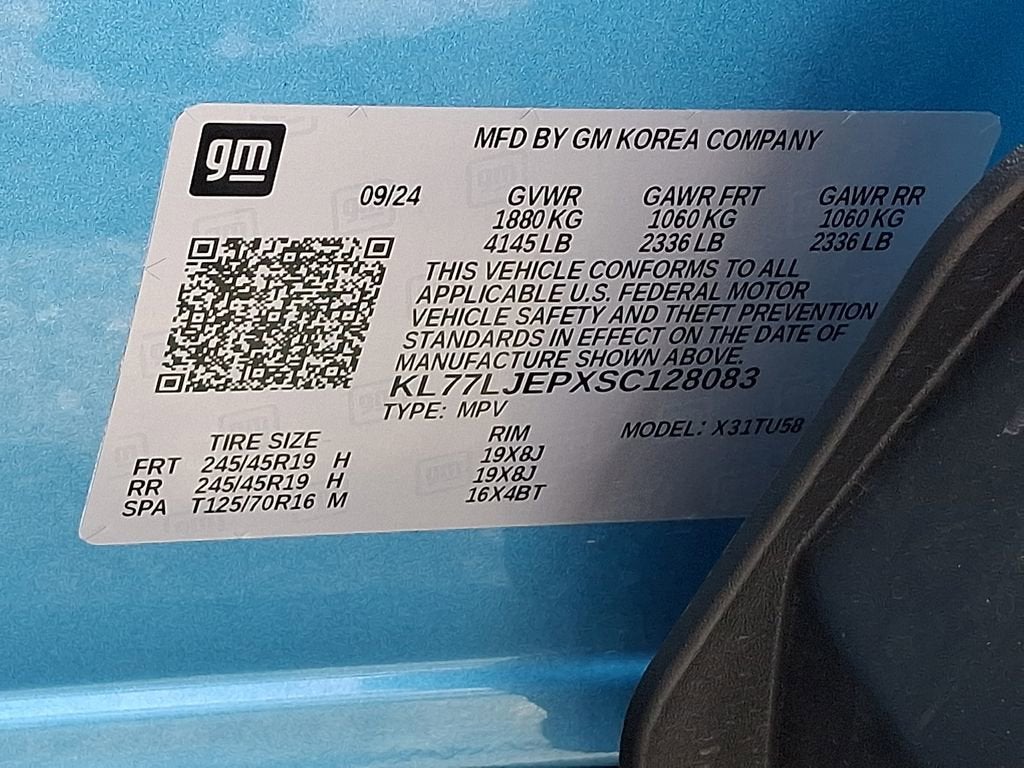 gm
MFD BY GM KOREA COMPANY
09/24 GVWR GAWR FRT GAWR RR
1880 KG 1060 KG 1060 KG
4145 LB 2336 LB 2336 LB
THIS VEHICLE CONFORMS TO ALL
APPLICABLE U.S. FEDERAL MOTOR
VEHICLE SAFETY AND THEFT PREVENTION
STANDARDS IN EFFECT ON THE DATE OF
MANUFACTURE SHOWN ABOVE.
KL77LJEPXSC128083
TYPE: MPV
MODEL: X31TU58
TIRE SIZE RIM
FRT 245/45R19 H 19X8J
RR 245/45R19 H 19X8J
SPA T125/70R16 M 16X4BT